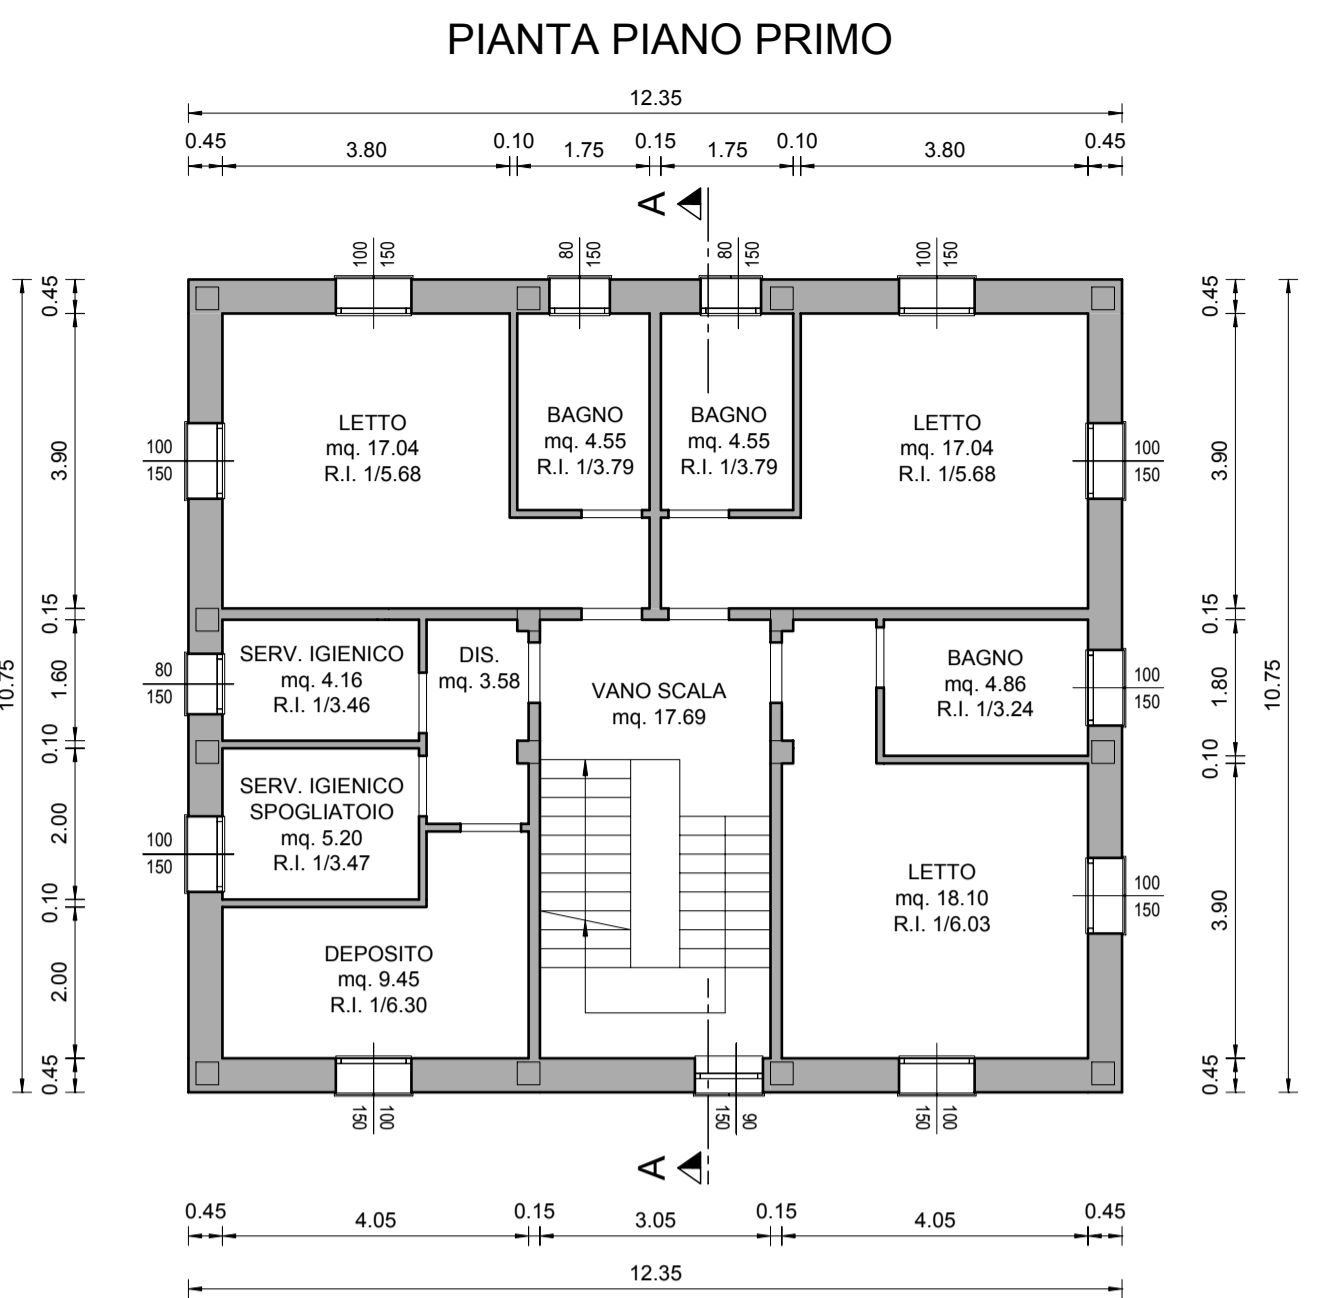 PIANTA PIANO PRIMO
12.35
0.45 3.80 0.10 1.75 0.15 1.75 0.10 3.80 0.45
A
100 150 80 150 80 150 100 150
0.45
0.45
3.90
3.90
LETTO
mq. 17.04
R.I. 1/5.68
BAGNO
mq. 4.55
R.I. 1/3.79
BAGNO
mq. 4.55
R.I. 1/3.79
LETTO
mq. 17.04
R.I. 1/5.68
100
150
100
150
0.15
0.15
10.75
1.60
80
150
SERV. IGIENICO
mq. 4.16
R.I. 1/3.46
DIS.
mq. 3.58
VANO SCALA
mq. 17.69
BAGNO
mq. 4.86
R.I. 1/3.24
100
150
1.80
10.75
0.10
0.10
2.00
100
150
SERV. IGIENICO
SPOGLIATOIO
mq. 5.20
R.I. 1/3.47
LETTO
mq. 18.10
R.I. 1/6.03
100
150
3.90
0.10
2.00
DEPOSITO
mq. 9.45
R.I. 1/6.30
0.45
0.45
150 100 150 90 150 100
A
0.45 4.05 0.15 3.05 0.15 4.05 0.45
12.35